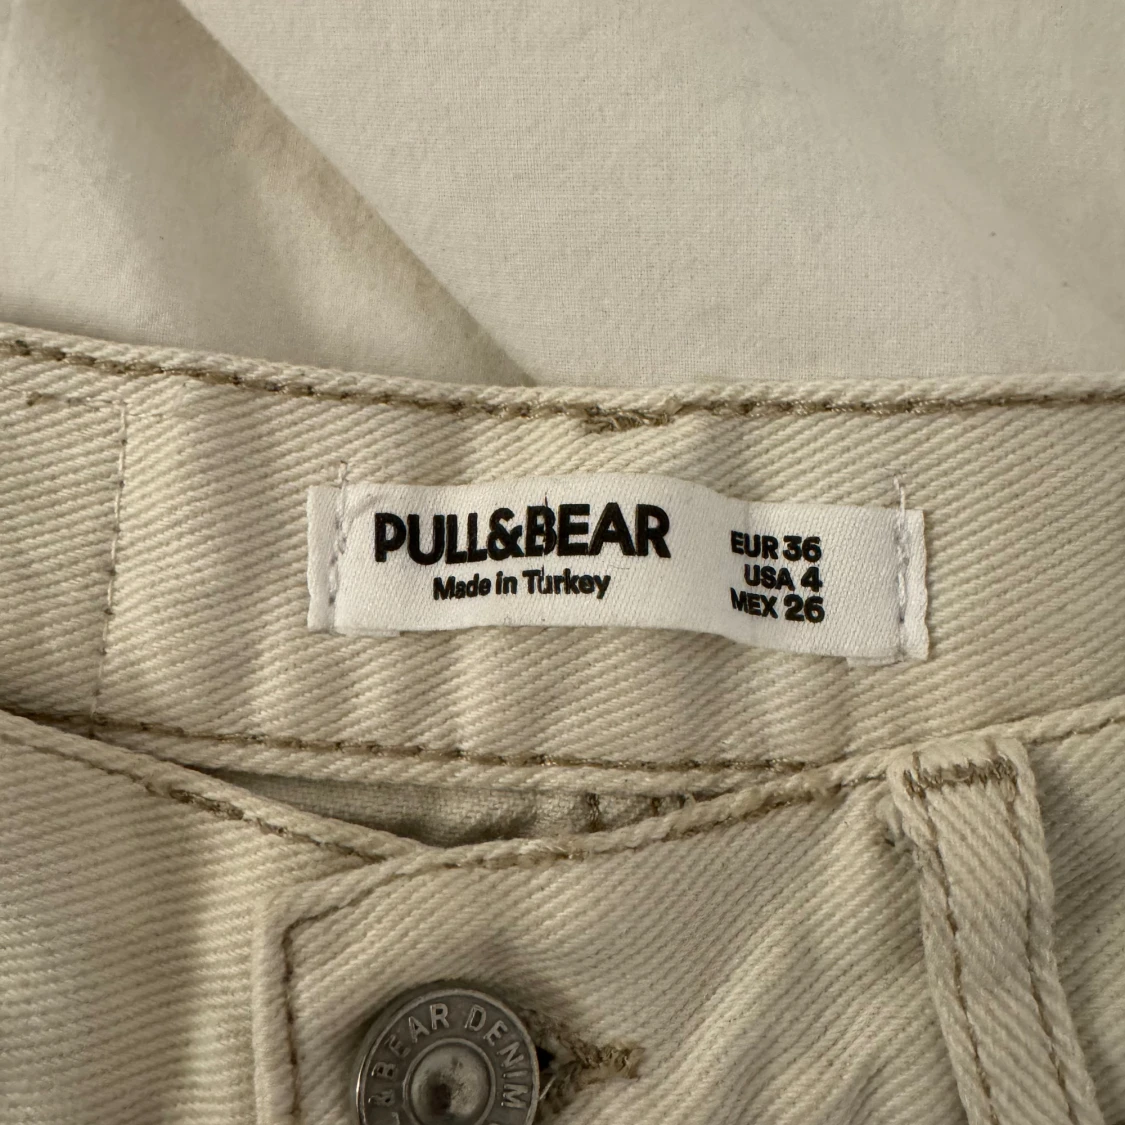 PULL&BEAR
Made in Turkey
EUR 36
USA 4
MEX 26
BEAR DENIM